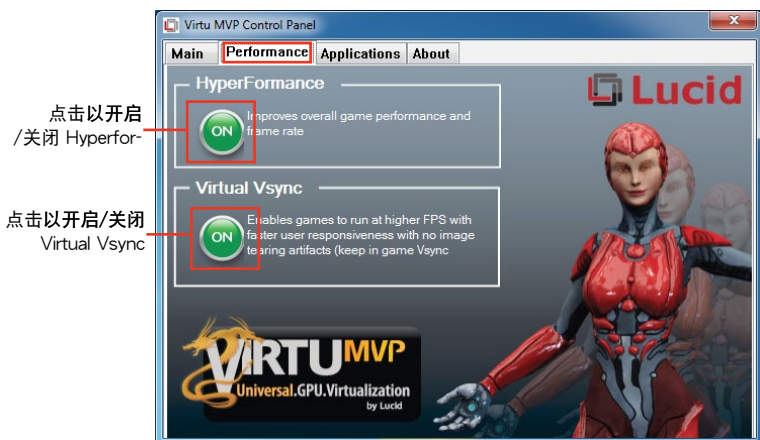 Virtu MVP Control Panel
Main Performance Applications About
HyperFormance
Improves overall game performance and
frame rate
ON
点击以开启
/关闭 Hyperfor-
Virtual Vsync
Enables games to run at higher FPS with
faster user responsiveness with no image
tearing artifacts (keep in game Vsync
ON
点击以开启/关闭
Virtual Vsync
Lucid
VIRTU MVP
Universal.GPU.Virtualization
by Lucid